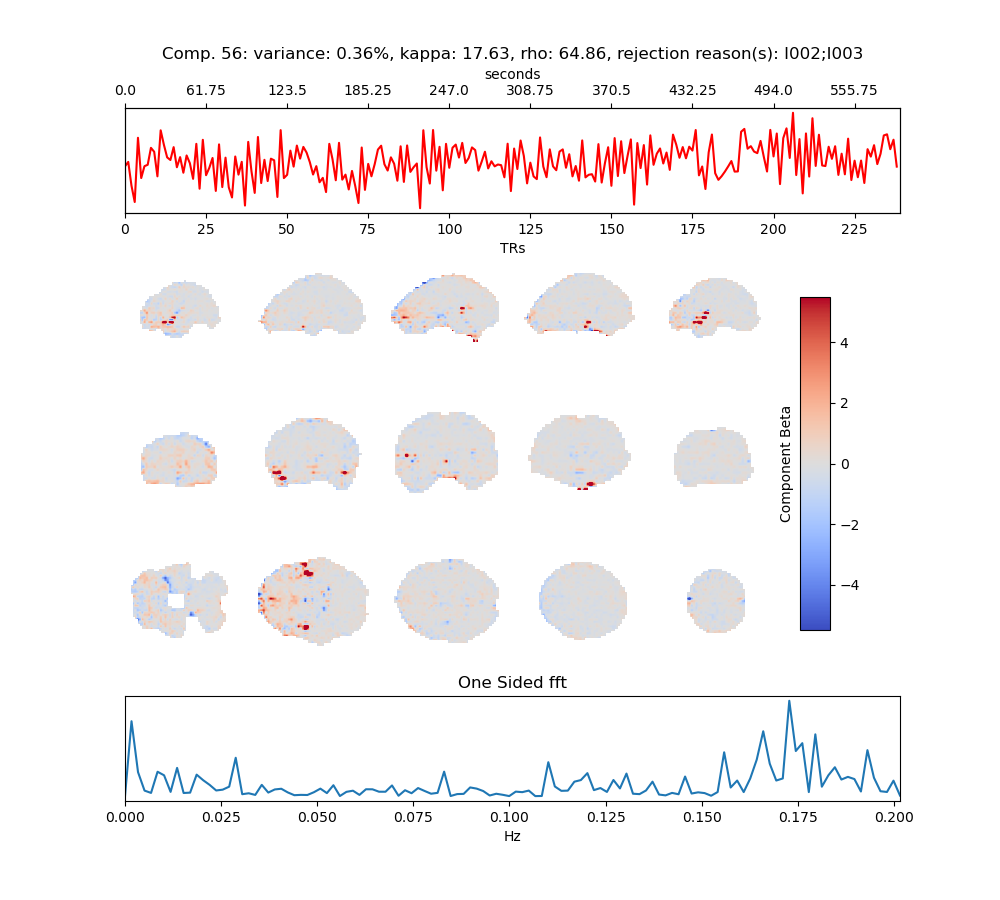 Comp. 56: variance: 0.36%, kappa: 17.63, rho: 64.86, rejection reason(s): I002;I003
seconds
0.0 61.75 123.5 185.25 247.0 308.75 370.5 432.25 494.0 555.75
0 25 50 75 100 125 150 175 200 225
TRs
4
2
0
−2
−4
Component Beta
One Sided fft
0.000 0.025 0.050 0.075 0.100 0.125 0.150 0.175 0.200
Hz